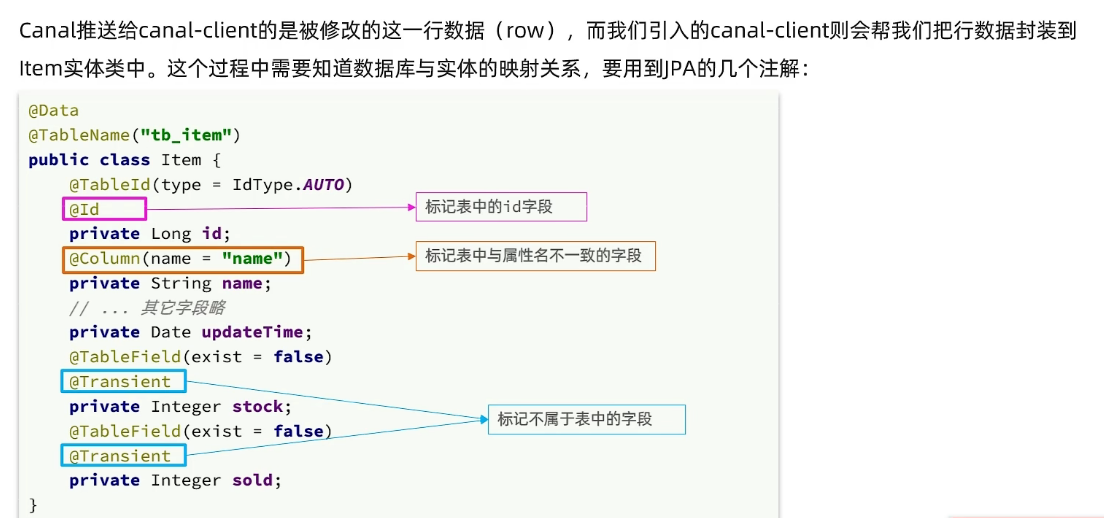 Canal推送给canal-client的是被修改的这一行数据（row），而我们引入的canal-client则会帮我们把行数据封装到
Item实体类中。这个过程中需要知道数据库与实体的映射关系，要用到JPA的几个注解：
@Data
@TableName("tb_item")
public class Item {
@TableId(type = IdType.AUTO)
@Id
标记表中的id字段
private Long id;
@Column(name = "name")
标记表中与属性名不一致的字段
private String name;
// ... 其它字段略
private Date updateTime;
@TableField(exist = false)
@Transient
private Integer stock;
标记不属于表中的字段
@TableField(exist = false)
@Transient
private Integer sold;
}